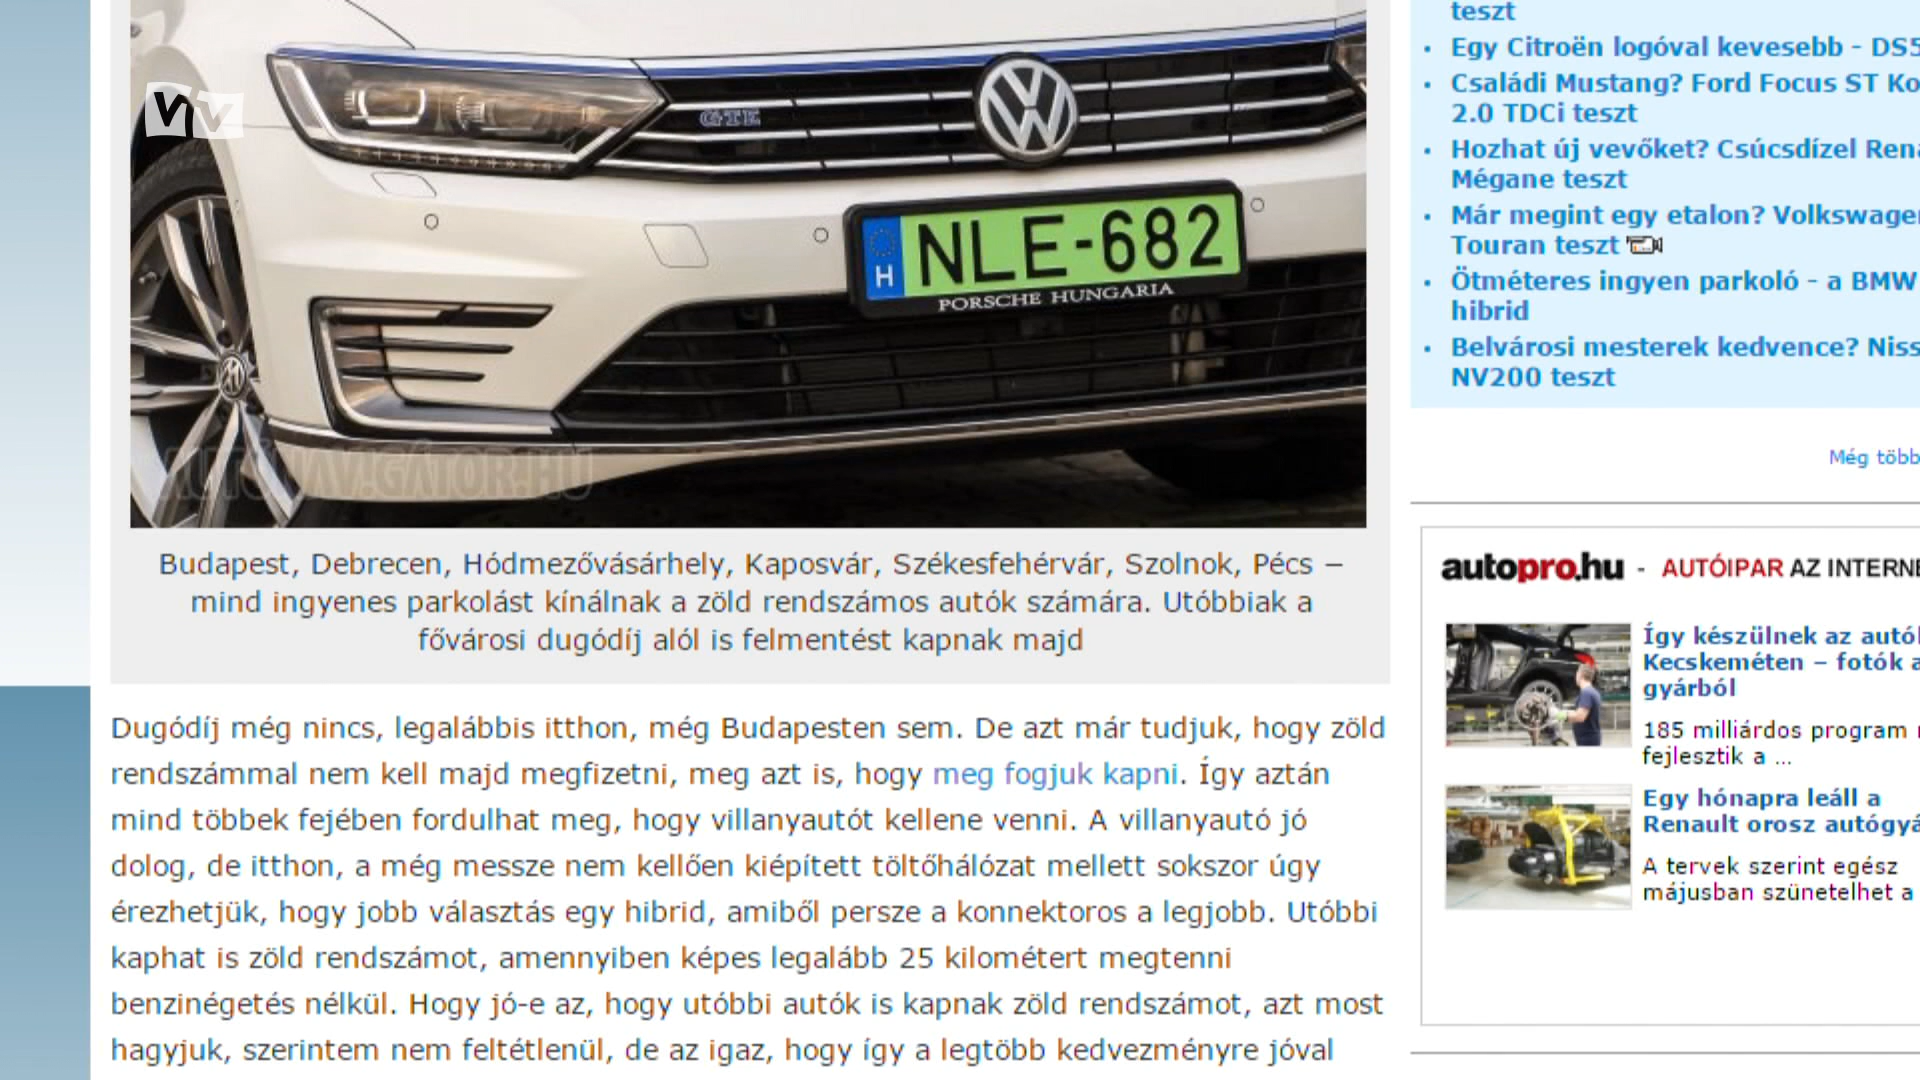 VV
GTE
NLE-682
H
PORSCHE HUNGARIA
AUTÓNAVIGÁTOR.HU
Budapest, Debrecen, Hódmezővásárhely, Kaposvár, Székesfehérvár, Szolnok, Pécs –
mind ingyenes parkolást kínálnak a zöld rendszámos autók számára. Utóbbiak a
fővárosi dugódíj alól is felmentést kapnak majd
Dugódíj még nincs, legalábbis itthon, még Budapesten sem. De azt már tudjuk, hogy zöld
rendszámmal nem kell majd megfizetni, meg azt is, hogy meg fogjuk kapni. Így aztán
mind többek fejében fordulhat meg, hogy villanyautót kellene venni. A villanyautó jó
dolog, de itthon, a még messze nem kellően kiépített töltőhálózat mellett sokszor úgy
érezhetjük, hogy jobb választás egy hibrid, amiből persze a konnektoros a legjobb. Utóbbi
kaphat is zöld rendszámot, amennyiben képes legalább 25 kilométert megtenni
benzinégetés nélkül. Hogy jó-e az, hogy utóbbi autók is kapnak zöld rendszámot, azt most
hagyjuk, szerintem nem feltétlenül, de az igaz, hogy így a legtöbb kedvezményre jóval
teszt
• Egy Citroën logóval kevesebb - DS5
• Családi Mustang? Ford Focus ST Ko
2.0 TDCi teszt
• Hozhat új vevőket? Csúcsdízel Rena
Mégane teszt
• Már megint egy etalon? Volkswagen
Touran teszt
• Ötméteres ingyen parkoló - a BMW
hibrid
• Belvárosi mesterek kedvence? Niss
NV200 teszt
Még több
autopro.hu - AUTÓIPAR AZ INTERNE
Így készülnek az autó
Kecskeméten – fotók a
gyárból
185 milliárdos program
fejlesztik a ...
Egy hónapra leáll a
Renault orosz autógyá
A tervek szerint egész
májusban szünetelhet a